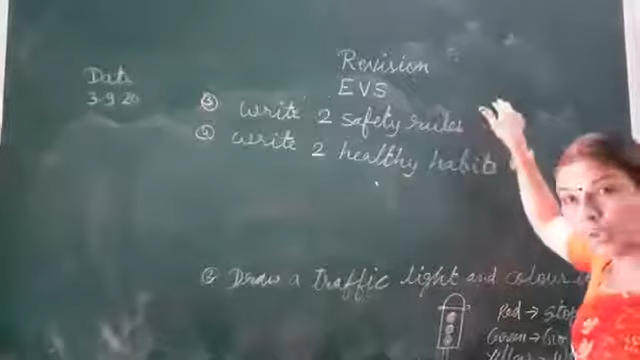 Revision
Date
EVS
3-9 20
write 2 safety rules
write 2 healthy habits
③ Draw a traffic light and colour
Red → Stop
Green → Go